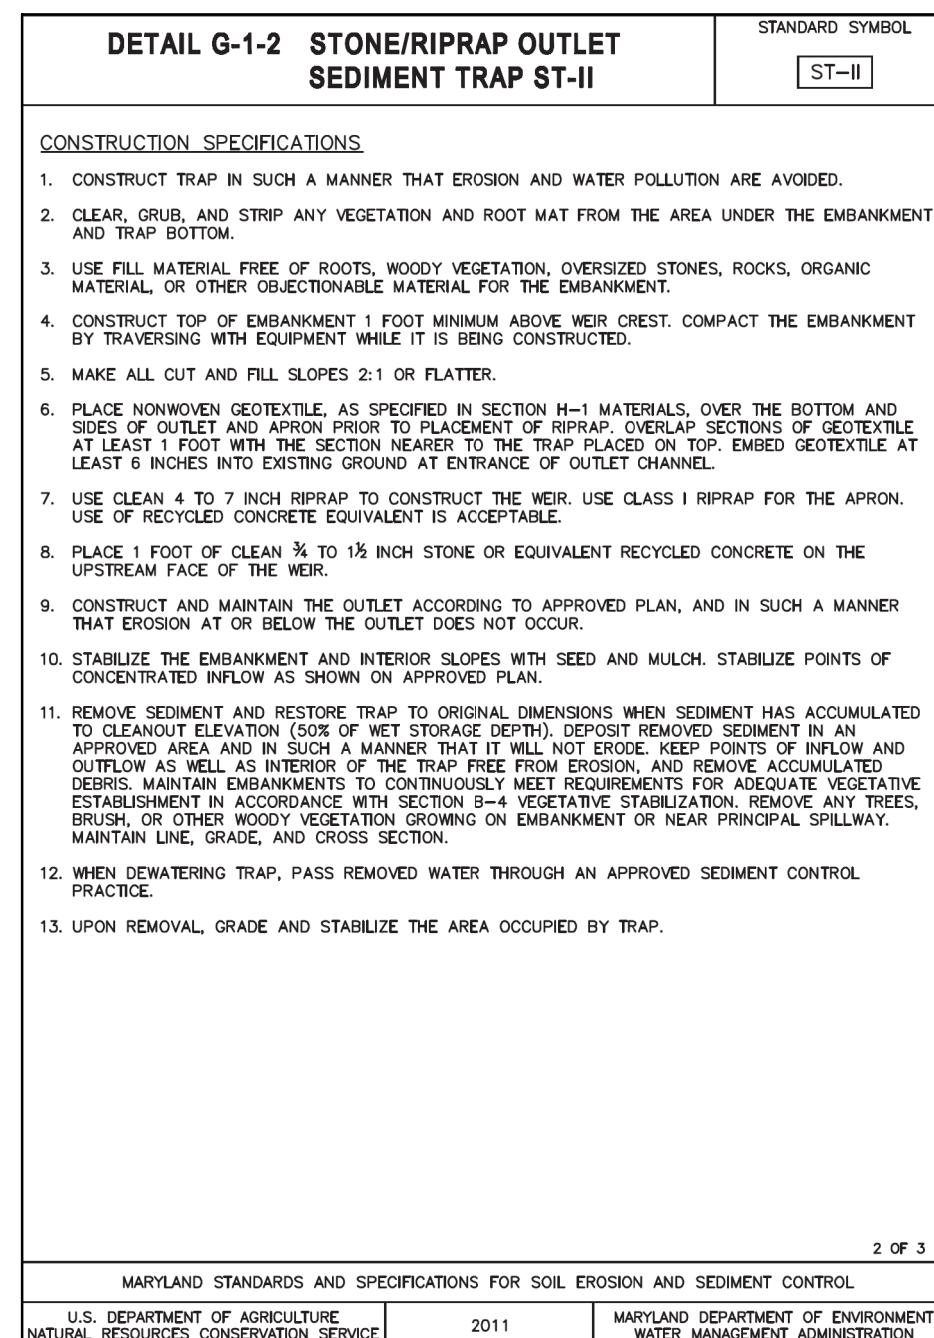 DETAIL G-1-2 STONE/RIPRAP OUTLET
SEDIMENT TRAP ST-II
STANDARD SYMBOL
ST-II
CONSTRUCTION SPECIFICATIONS
1. CONSTRUCT TRAP IN SUCH A MANNER THAT EROSION AND WATER POLLUTION ARE AVOIDED.
2. CLEAR, GRUB, AND STRIP ANY VEGETATION AND ROOT MAT FROM THE AREA UNDER THE EMBANKMENT
AND TRAP BOTTOM.
3. USE FILL MATERIAL FREE OF ROOTS, WOODY VEGETATION, OVERSIZED STONES, ROCKS, ORGANIC
MATERIAL, OR OTHER OBJECTIONABLE MATERIAL FOR THE EMBANKMENT.
4. CONSTRUCT TOP OF EMBANKMENT 1 FOOT MINIMUM ABOVE WEIR CREST. COMPACT THE EMBANKMENT
BY TRAVERSING WITH EQUIPMENT WHILE IT IS BEING CONSTRUCTED.
5. MAKE ALL CUT AND FILL SLOPES 2:1 OR FLATTER.
6. PLACE NONWOVEN GEOTEXTILE, AS SPECIFIED IN SECTION H-1 MATERIALS, OVER THE BOTTOM AND
SIDES OF OUTLET AND APRON PRIOR TO PLACEMENT OF RIPRAP. OVERLAP SECTIONS OF GEOTEXTILE
AT LEAST 1 FOOT WITH THE SECTION NEARER TO THE TRAP PLACED ON TOP. EMBED GEOTEXTILE AT
LEAST 6 INCHES INTO EXISTING GROUND AT ENTRANCE OF OUTLET CHANNEL.
7. USE CLEAN 4 TO 7 INCH RIPRAP TO CONSTRUCT THE WEIR. USE CLASS I RIPRAP FOR THE APRON.
USE OF RECYCLED CONCRETE EQUIVALENT IS ACCEPTABLE.
8. PLACE 1 FOOT OF CLEAN ¾ TO 1½ INCH STONE OR EQUIVALENT RECYCLED CONCRETE ON THE
UPSTREAM FACE OF THE WEIR.
9. CONSTRUCT AND MAINTAIN THE OUTLET ACCORDING TO APPROVED PLAN, AND IN SUCH A MANNER
THAT EROSION AT OR BELOW THE OUTLET DOES NOT OCCUR.
10. STABILIZE THE EMBANKMENT AND INTERIOR SLOPES WITH SEED AND MULCH. STABILIZE POINTS OF
CONCENTRATED INFLOW AS SHOWN ON APPROVED PLAN.
11. REMOVE SEDIMENT AND RESTORE TRAP TO ORIGINAL DIMENSIONS WHEN SEDIMENT HAS ACCUMULATED
TO CLEANOUT ELEVATION (50% OF WET STORAGE DEPTH). DEPOSIT REMOVED SEDIMENT IN AN
APPROVED AREA AND IN SUCH A MANNER THAT IT WILL NOT ERODE. KEEP POINTS OF INFLOW AND
OUTFLOW AS WELL AS INTERIOR OF THE TRAP FREE FROM EROSION, AND REMOVE ACCUMULATED
DEBRIS. MAINTAIN EMBANKMENTS TO CONTINUOUSLY MEET REQUIREMENTS FOR ADEQUATE VEGETATIVE
ESTABLISHMENT IN ACCORDANCE WITH SECTION B-4 VEGETATIVE STABILIZATION. REMOVE ANY TREES,
BRUSH, OR OTHER WOODY VEGETATION GROWING ON EMBANKMENT OR NEAR PRINCIPAL SPILLWAY.
MAINTAIN LINE, GRADE, AND CROSS SECTION.
12. WHEN DEWATERING TRAP, PASS REMOVED WATER THROUGH AN APPROVED SEDIMENT CONTROL
PRACTICE.
13. UPON REMOVAL, GRADE AND STABILIZE THE AREA OCCUPIED BY TRAP.
2 OF 3
MARYLAND STANDARDS AND SPECIFICATIONS FOR SOIL EROSION AND SEDIMENT CONTROL
U.S. DEPARTMENT OF AGRICULTURE
NATURAL RESOURCES CONSERVATION SERVICE
2011
MARYLAND DEPARTMENT OF ENVIRONMENT
WATER MANAGEMENT ADMINISTRATION